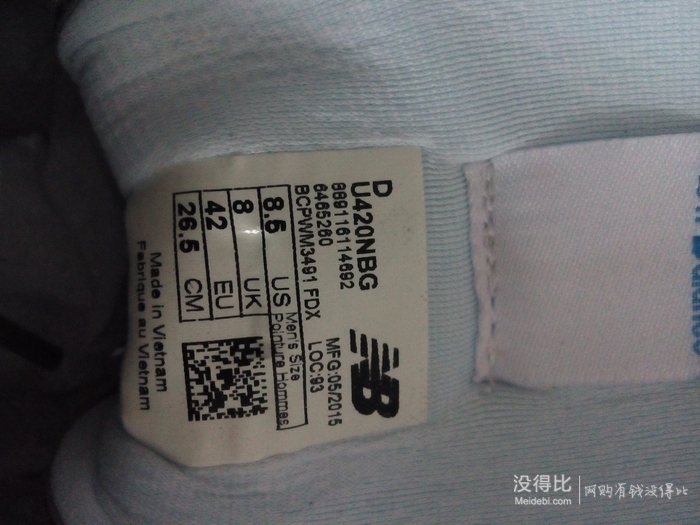 D
U420NBG
889116114692
6465260
BCPWM3491 FDX
MFG:05/2015
LOC:93
NB
8.5 US Men's Size
Pointure Hommes
8 UK
42 EU
26.5 CM
Made in Vietnam
Fabrique au Vietnam
没得比
Meidebi.com
网购有钱没得比